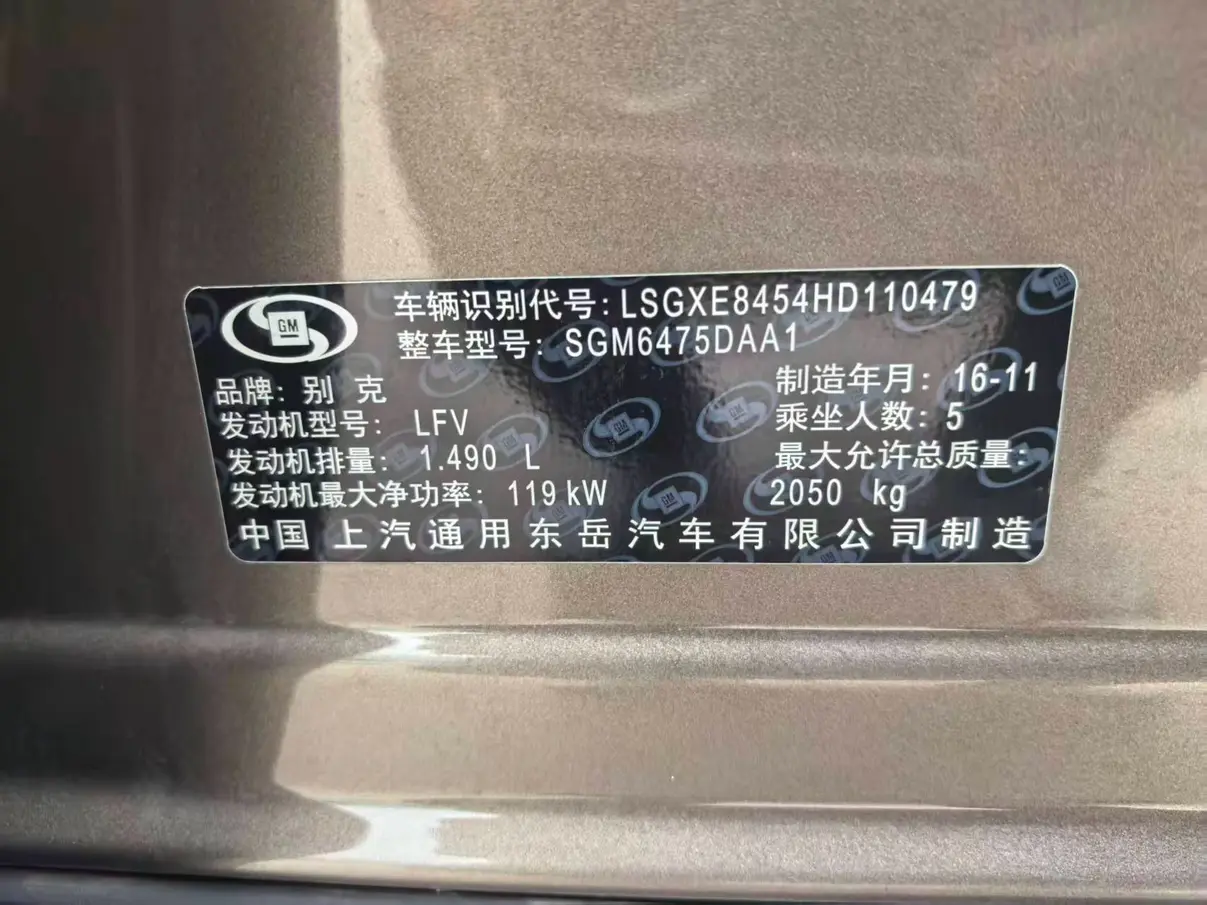 GM
车辆识别代号:LSGXE8454HD110479
整车型号: SGM6475DAA1
品牌: 别 克
制造年月: 16-11
发动机型号: LFV
乘坐人数: 5
发动机排量: 1.490 L
最大允许总质量:
发动机最大净功率: 119 kW
2050 kg
中国 上汽通用东岳汽车有限公司制造